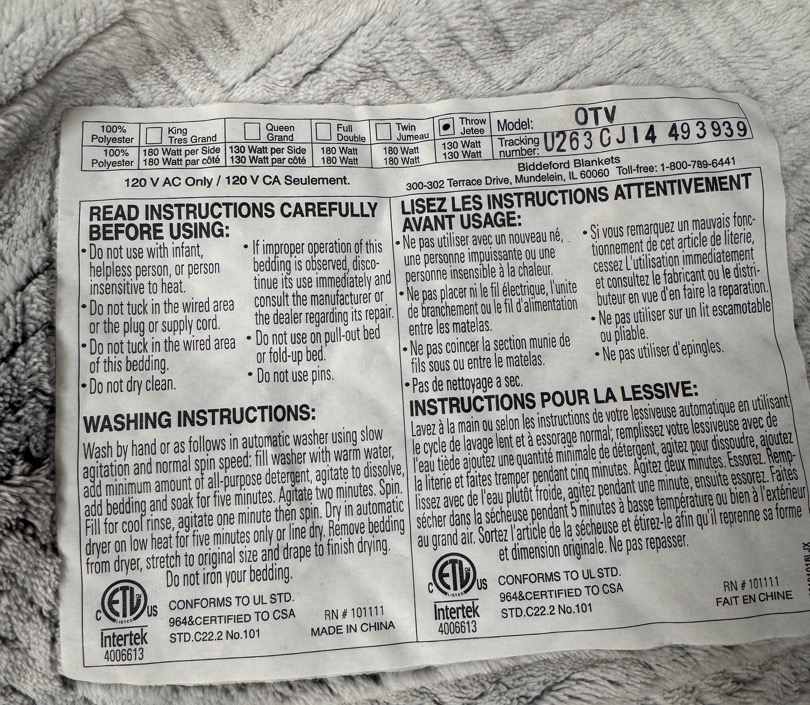 100% Polyester
King Tres Grand
Queen Grand
Full Double
Twin Jumeau
Throw Jetee
Model: OTV
100% Polyester
180 Watt per Side 180 Watt par côté
130 Watt per Side 130 Watt par côté
180 Watt 180 Watt
180 Watt 180 Watt
130 Watt 130 Watt
Tracking number: U263 CJ14 493939
120 V AC Only / 120 V CA Seulement.
Biddeford Blankets
300-302 Terrace Drive, Mundelein, IL 60060 Toll-free: 1-800-789-6441
READ INSTRUCTIONS CAREFULLY
BEFORE USING:
• Do not use with infant,
helpless person, or person
insensitive to heat.
• Do not tuck in the wired area
or the plug or supply cord.
• Do not tuck in the wired area
of this bedding.
• Do not dry clean.
• If improper operation of this
bedding is observed, disco-
tinue its use immediately and
consult the manufacturer or
the dealer regarding its repair.
• Do not use on pull-out bed
or fold-up bed.
• Do not use pins.
WASHING INSTRUCTIONS:
Wash by hand or as follows in automatic washer using slow
agitation and normal spin speed: fill washer with warm water,
add minimum amount of all-purpose detergent, agitate to dissolve,
add bedding and soak for five minutes. Agitate two minutes. Spin.
Fill for cool rinse, agitate one minute then spin. Dry in automatic
dryer on low heat for five minutes only or line dry. Remove bedding
from dryer, stretch to original size and drape to finish drying.
Do not iron your bedding.
C ETL US
LISTED
Intertek
4006613
CONFORMS TO UL STD.
964&CERTIFIED TO CSA
STD.C22.2 No.101
RN # 101111
MADE IN CHINA
LISEZ LES INSTRUCTIONS ATTENTIVEMENT
AVANT USAGE:
• Ne pas utiliser avec un nouveau né,
une personne impuissante ou une
personne insensible à la chaleur.
• Ne pas placer ni le fil électrique, l'unite
de branchement ou le fil d'alimentation
entre les matelas.
• Ne pas coincer la section munie de
fils sous ou entre le matelas.
• Pas de nettoyage a sec.
• Si vous remarquez un mauvais fonc-
tionnement de cet article de literie,
cessez L'utilisation immediatement
et consultez le fabricant ou le distri-
buteur en vue d'en faire la reparation.
• Ne pas utiliser sur un lit escamotable
ou pliable.
• Ne pas utiliser d'epingles.
INSTRUCTIONS POUR LA LESSIVE:
Lavez à la main ou selon les instructions de votre lessiveuse automatique en utilisant
le cycle de lavage lent et à essorage normal; remplissez votre lessiveuse avec de
l'eau tiède ajoutez une quantité minimale de détergent, agitez pour dissoudre, ajoutez
la literie et faites tremper pendant cinq minutes. Agitez deux minutes. Essorez. Remp-
lissez avec de l'eau plutôt froide, agitez pendant une minute, ensuite essorez. Faites
sécher dans la sécheuse pendant 5 minutes à basse température ou bien à l'extérieur
au grand air. Sortez l'article de la sécheuse et étirez-le afin qu'il reprenne sa forme
et dimension originale. Ne pas repasser.
C ETL US
LISTED
Intertek
4006613
CONFORMS TO UL STD.
964&CERTIFIED TO CSA
STD.C22.2 No.101
RN # 101111
FAIT EN CHINE